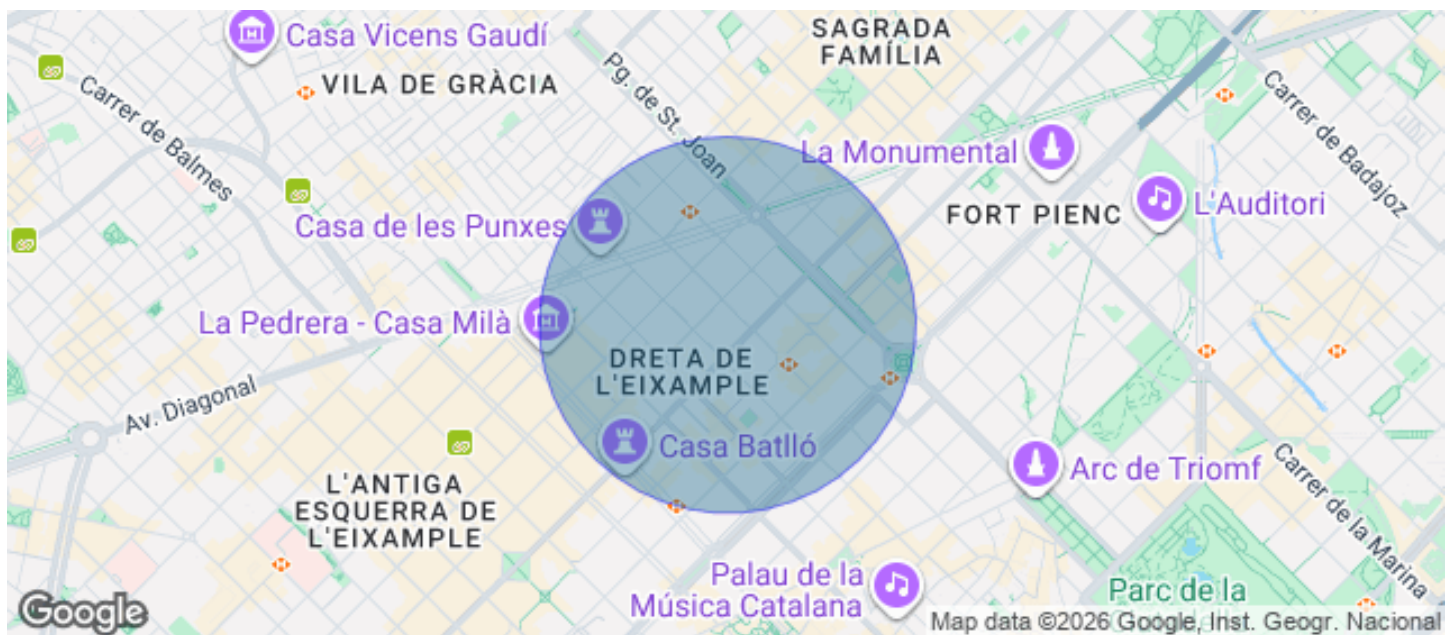 Casa Vicens Gaudí
SAGRADA
FAMÍLIA
VILA DE GRÀCIA
Carrer de Balmes
Pg. de St. Joan
Carrer de Badajoz
La Monumental
L'Auditori
FORT PIENC
Casa de les Punxes
La Pedrera - Casa Milà
DRETA DE
L'EIXAMPLE
Av. Diagonal
Casa Batlló
Arc de Triomf
L'ANTIGA
ESQUERRA DE
L'EIXAMPLE
Carrer de la Marina
Palau de la
Música Catalana
Parc de la
Google
Map data ©2026 Google, Inst. Geogr. Nacional